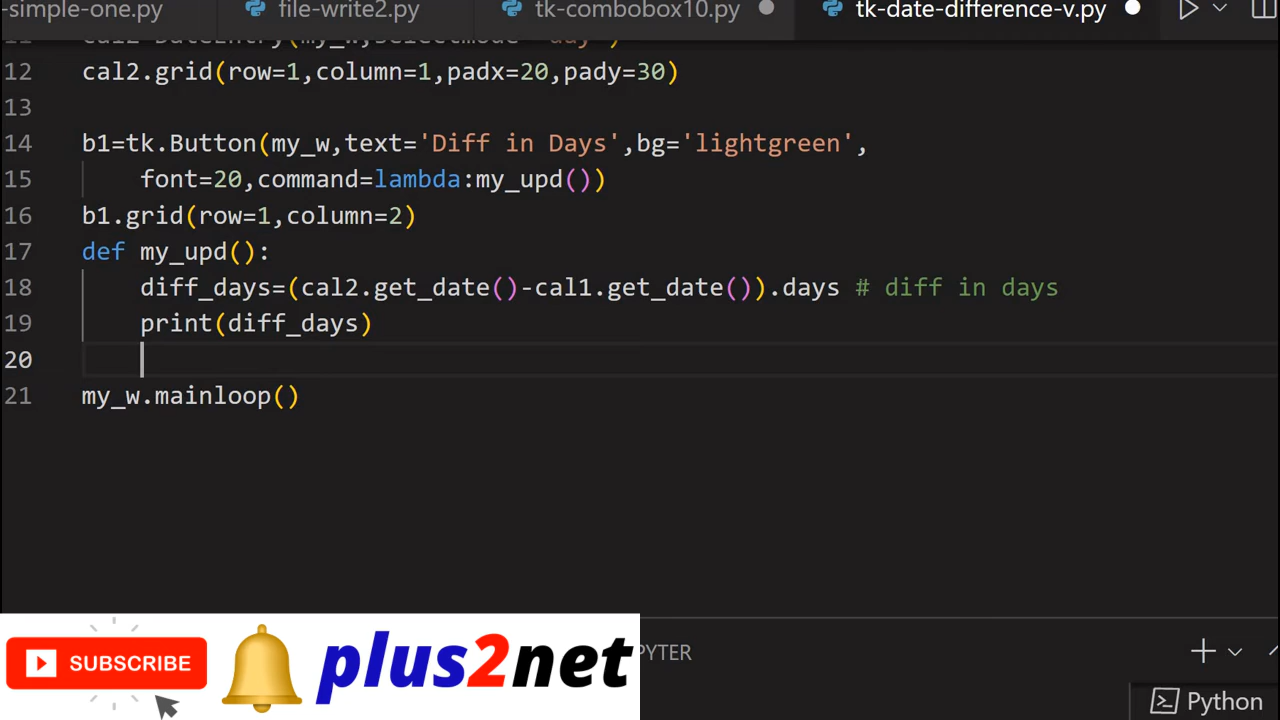 -simple-one.py file-write2.py tk-combobox10.py tk-date-difference-v.py
12 cal2.grid(row=1,column=1,padx=20,pady=30)
13
14 b1=tk.Button(my_w,text='Diff in Days',bg='lightgreen',
15 font=20,command=lambda:my_upd())
16 b1.grid(row=1,column=2)
17 def my_upd():
18 diff_days=(cal2.get_date()-cal1.get_date()).days # diff in days
19 print(diff_days)
20
21 my_w.mainloop()
PYTER
SUBSCRIBE
plus2net
Python